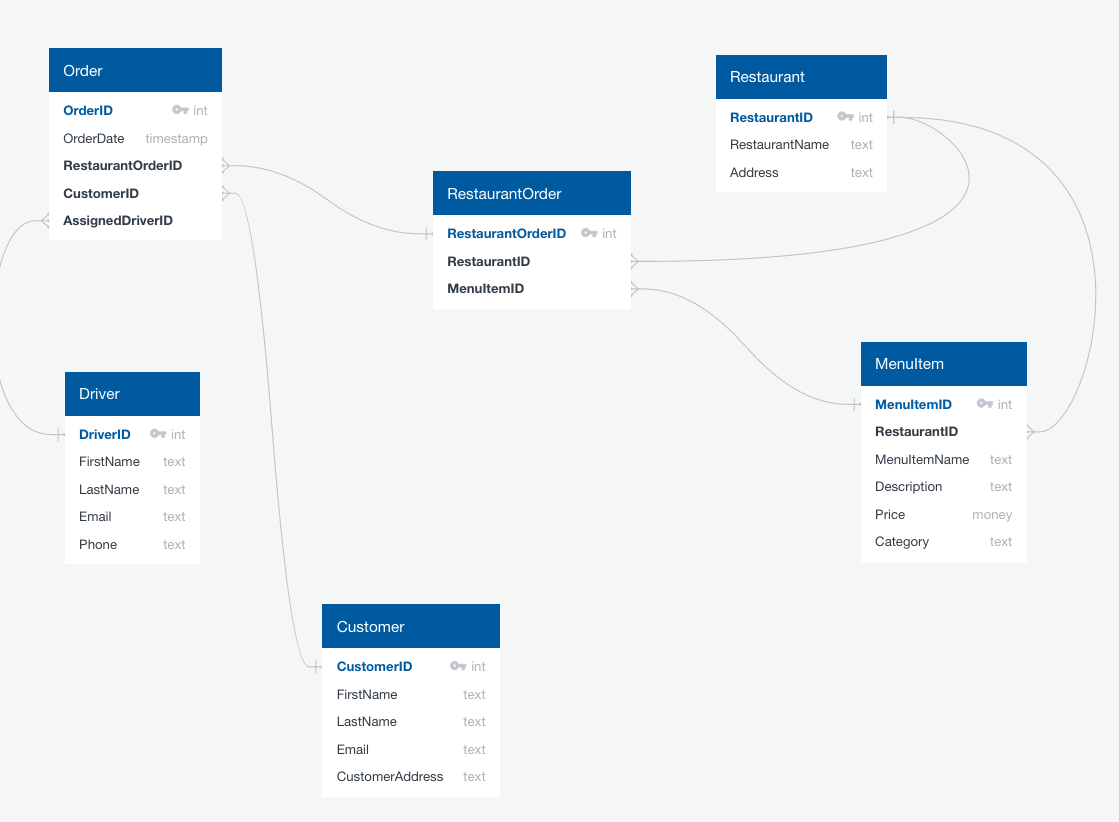 Order
OrderID int
OrderDate timestamp
RestaurantOrderID
CustomerID
AssignedDriverID
Restaurant
RestaurantID int
RestaurantName text
Address text
RestaurantOrder
RestaurantOrderID int
RestaurantID
MenuItemID
MenuItem
MenuItemID int
RestaurantID
MenuItemName text
Description text
Price money
Category text
Driver
DriverID int
FirstName text
LastName text
Email text
Phone text
Customer
CustomerID int
FirstName text
LastName text
Email text
CustomerAddress text